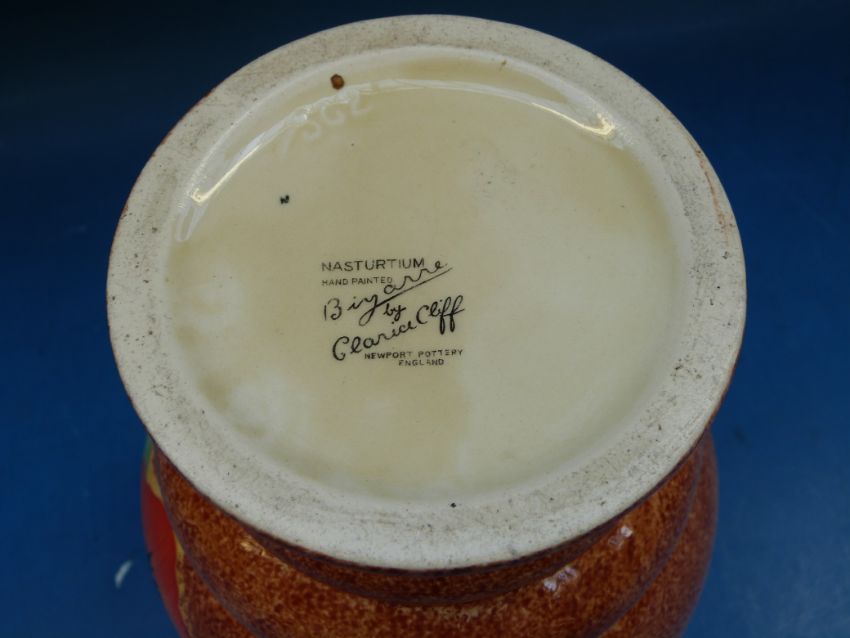 NASTURTIUM
HAND PAINTED
Bizarre
by
Clarice Cliff
NEWPORT POTTERY
ENGLAND